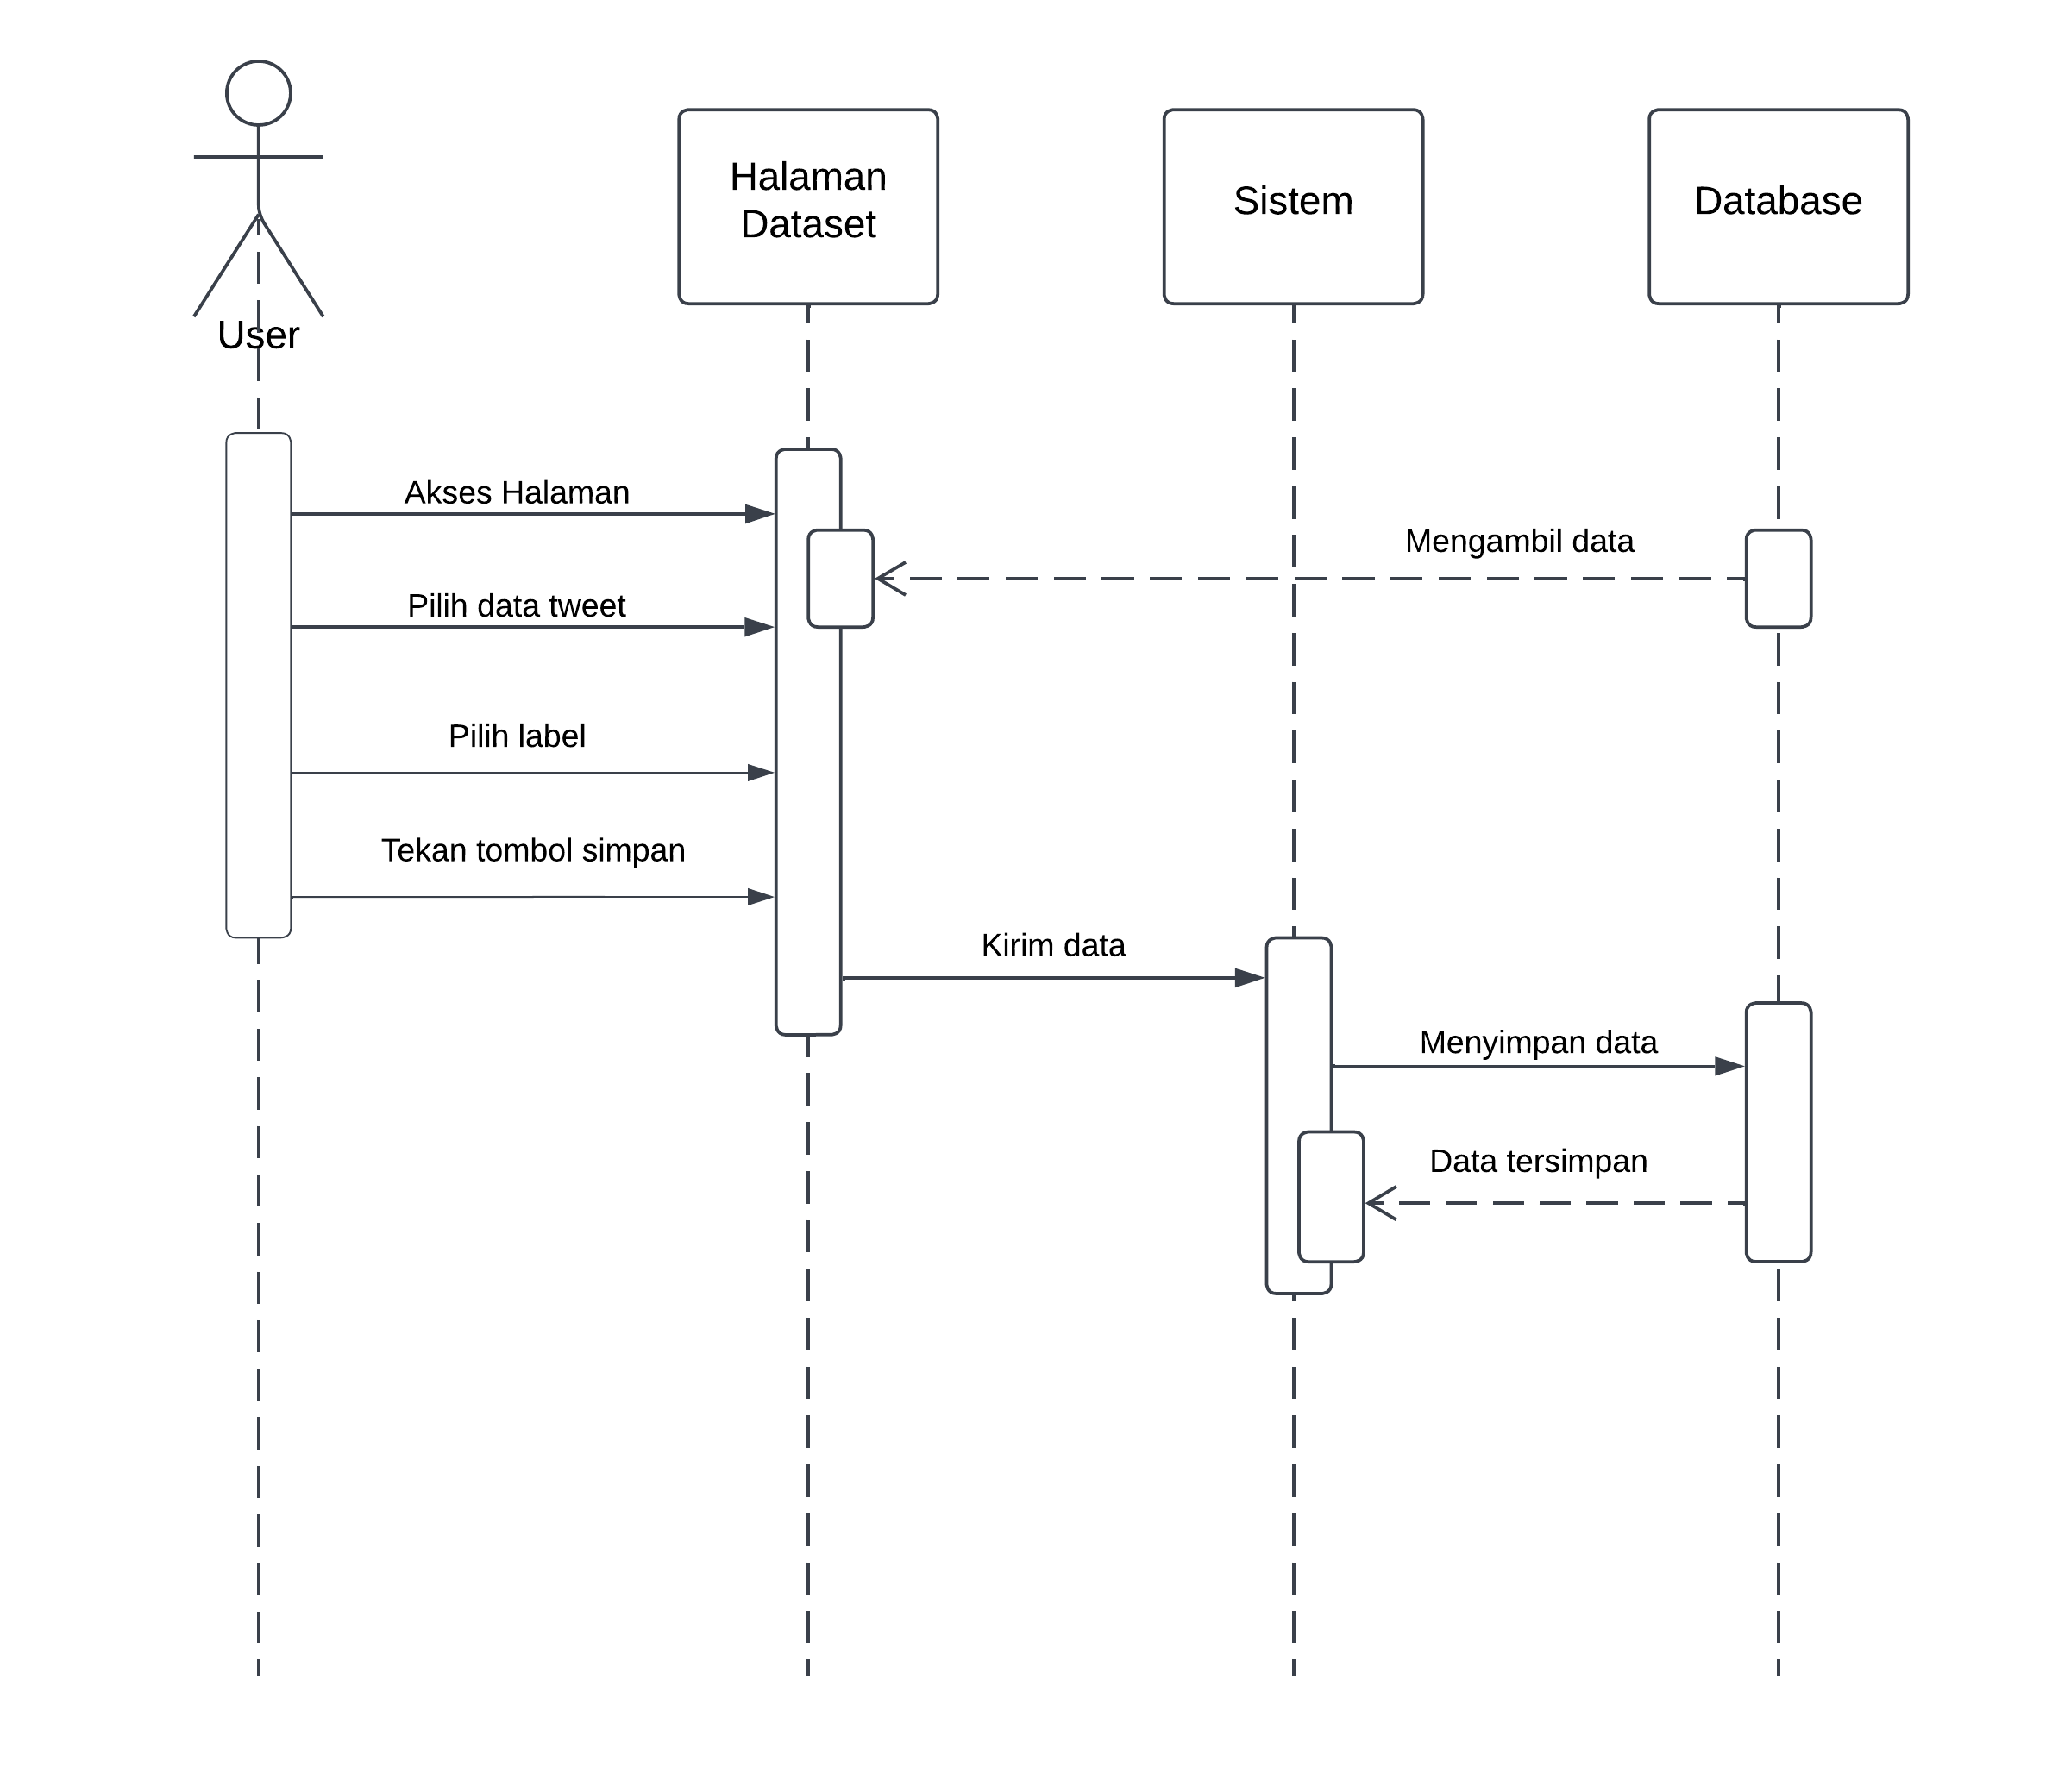 Halaman
Dataset
Sistem
Database
User
Akses Halaman
Mengambil data
Pilih data tweet
Pilih label
Tekan tombol simpan
Kirim data
Menyimpan data
Data tersimpan